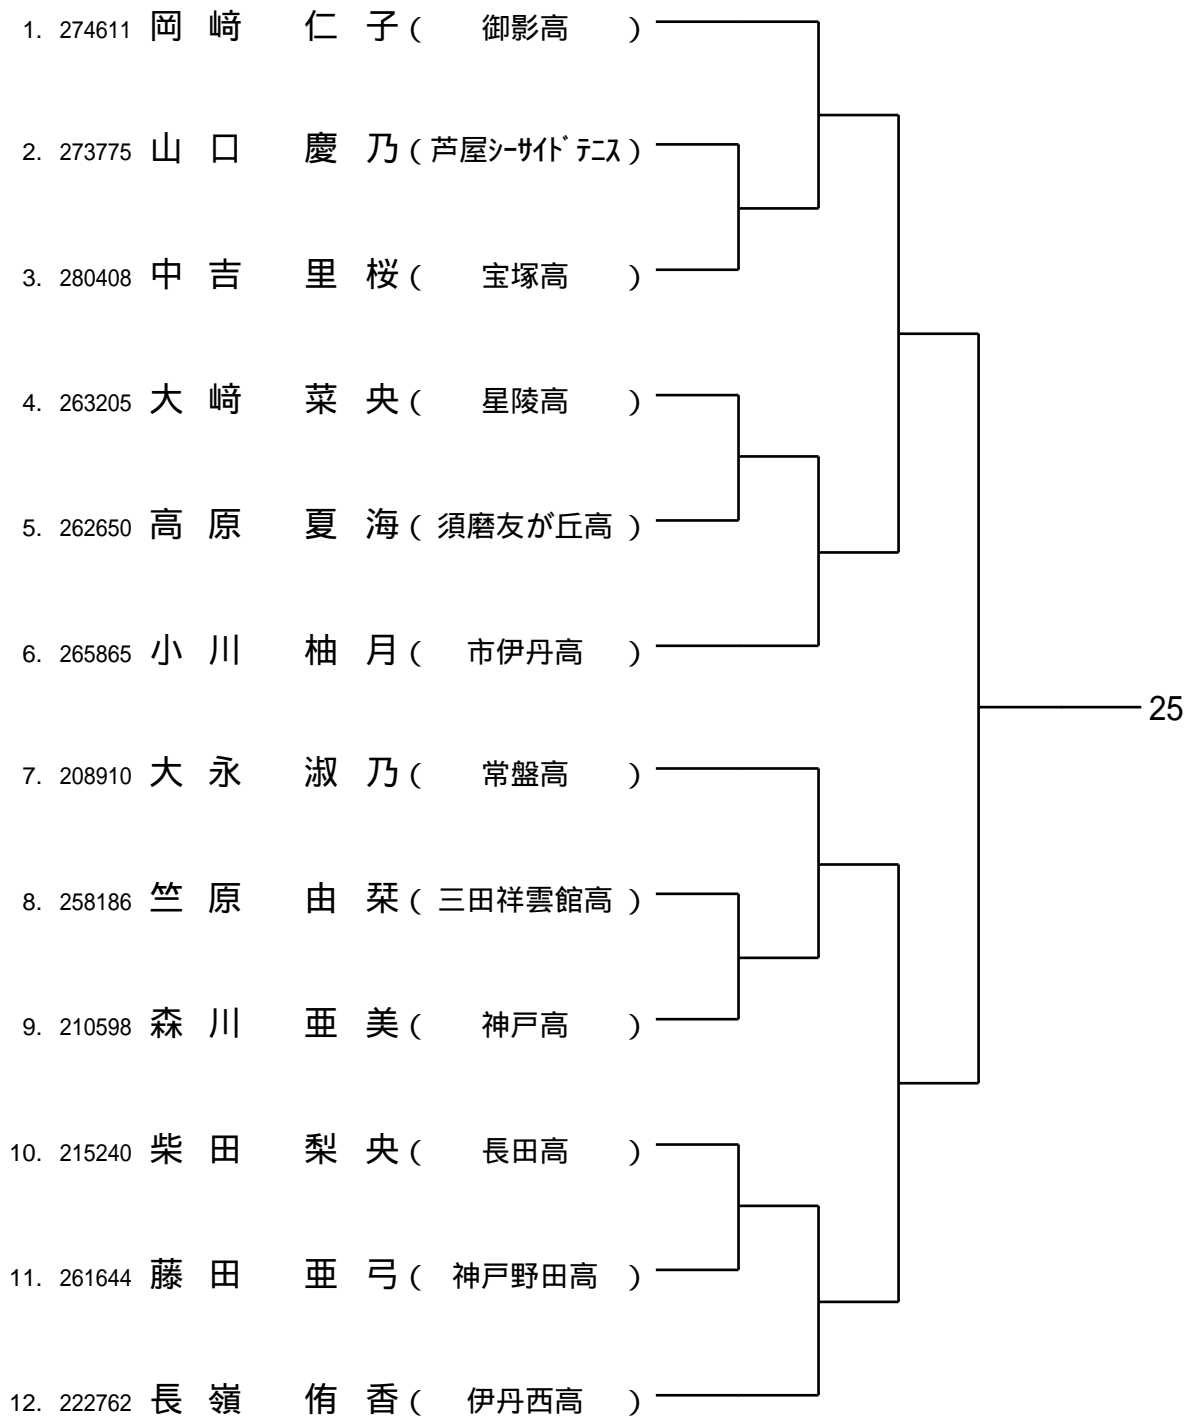 1. 274611 岡﨑 仁子 ( 御影高 )
2. 273775 山口 慶乃 ( 芦屋ｼｰｻｲﾄﾞﾃﾆｽ )
3. 280408 中吉 里桜 ( 宝塚高 )
4. 263205 大﨑 菜央 ( 星陵高 )
5. 262650 高原 夏海 ( 須磨友が丘高 )
6. 265865 小川 柚月 ( 市伊丹高 )
25
7. 208910 大永 淑乃 ( 常盤高 )
8. 258186 竺原 由栞 ( 三田祥雲館高 )
9. 210598 森川 亜美 ( 神戸高 )
10. 215240 柴田 梨央 ( 長田高 )
11. 261644 藤田 亜弓 ( 神戸野田高 )
12. 222762 長嶺 侑香 ( 伊丹西高 )